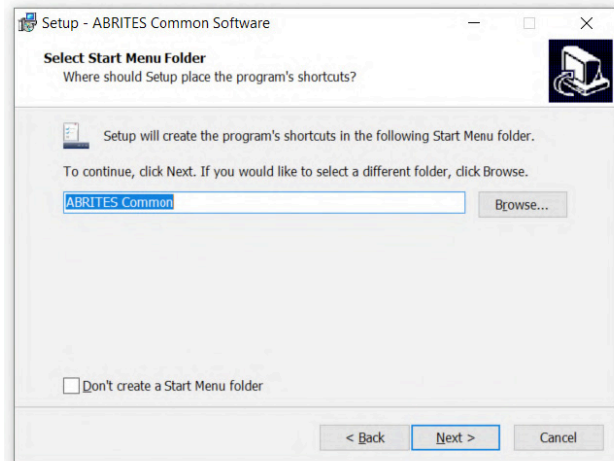 Setup - ABRITES Common Software
Select Start Menu Folder
Where should Setup place the program's shortcuts?
Setup will create the program's shortcuts in the following Start Menu folder.
To continue, click Next. If you would like to select a different folder, click Browse.
ABRITES Common
Browse...
Don't create a Start Menu folder
< Back
Next >
Cancel